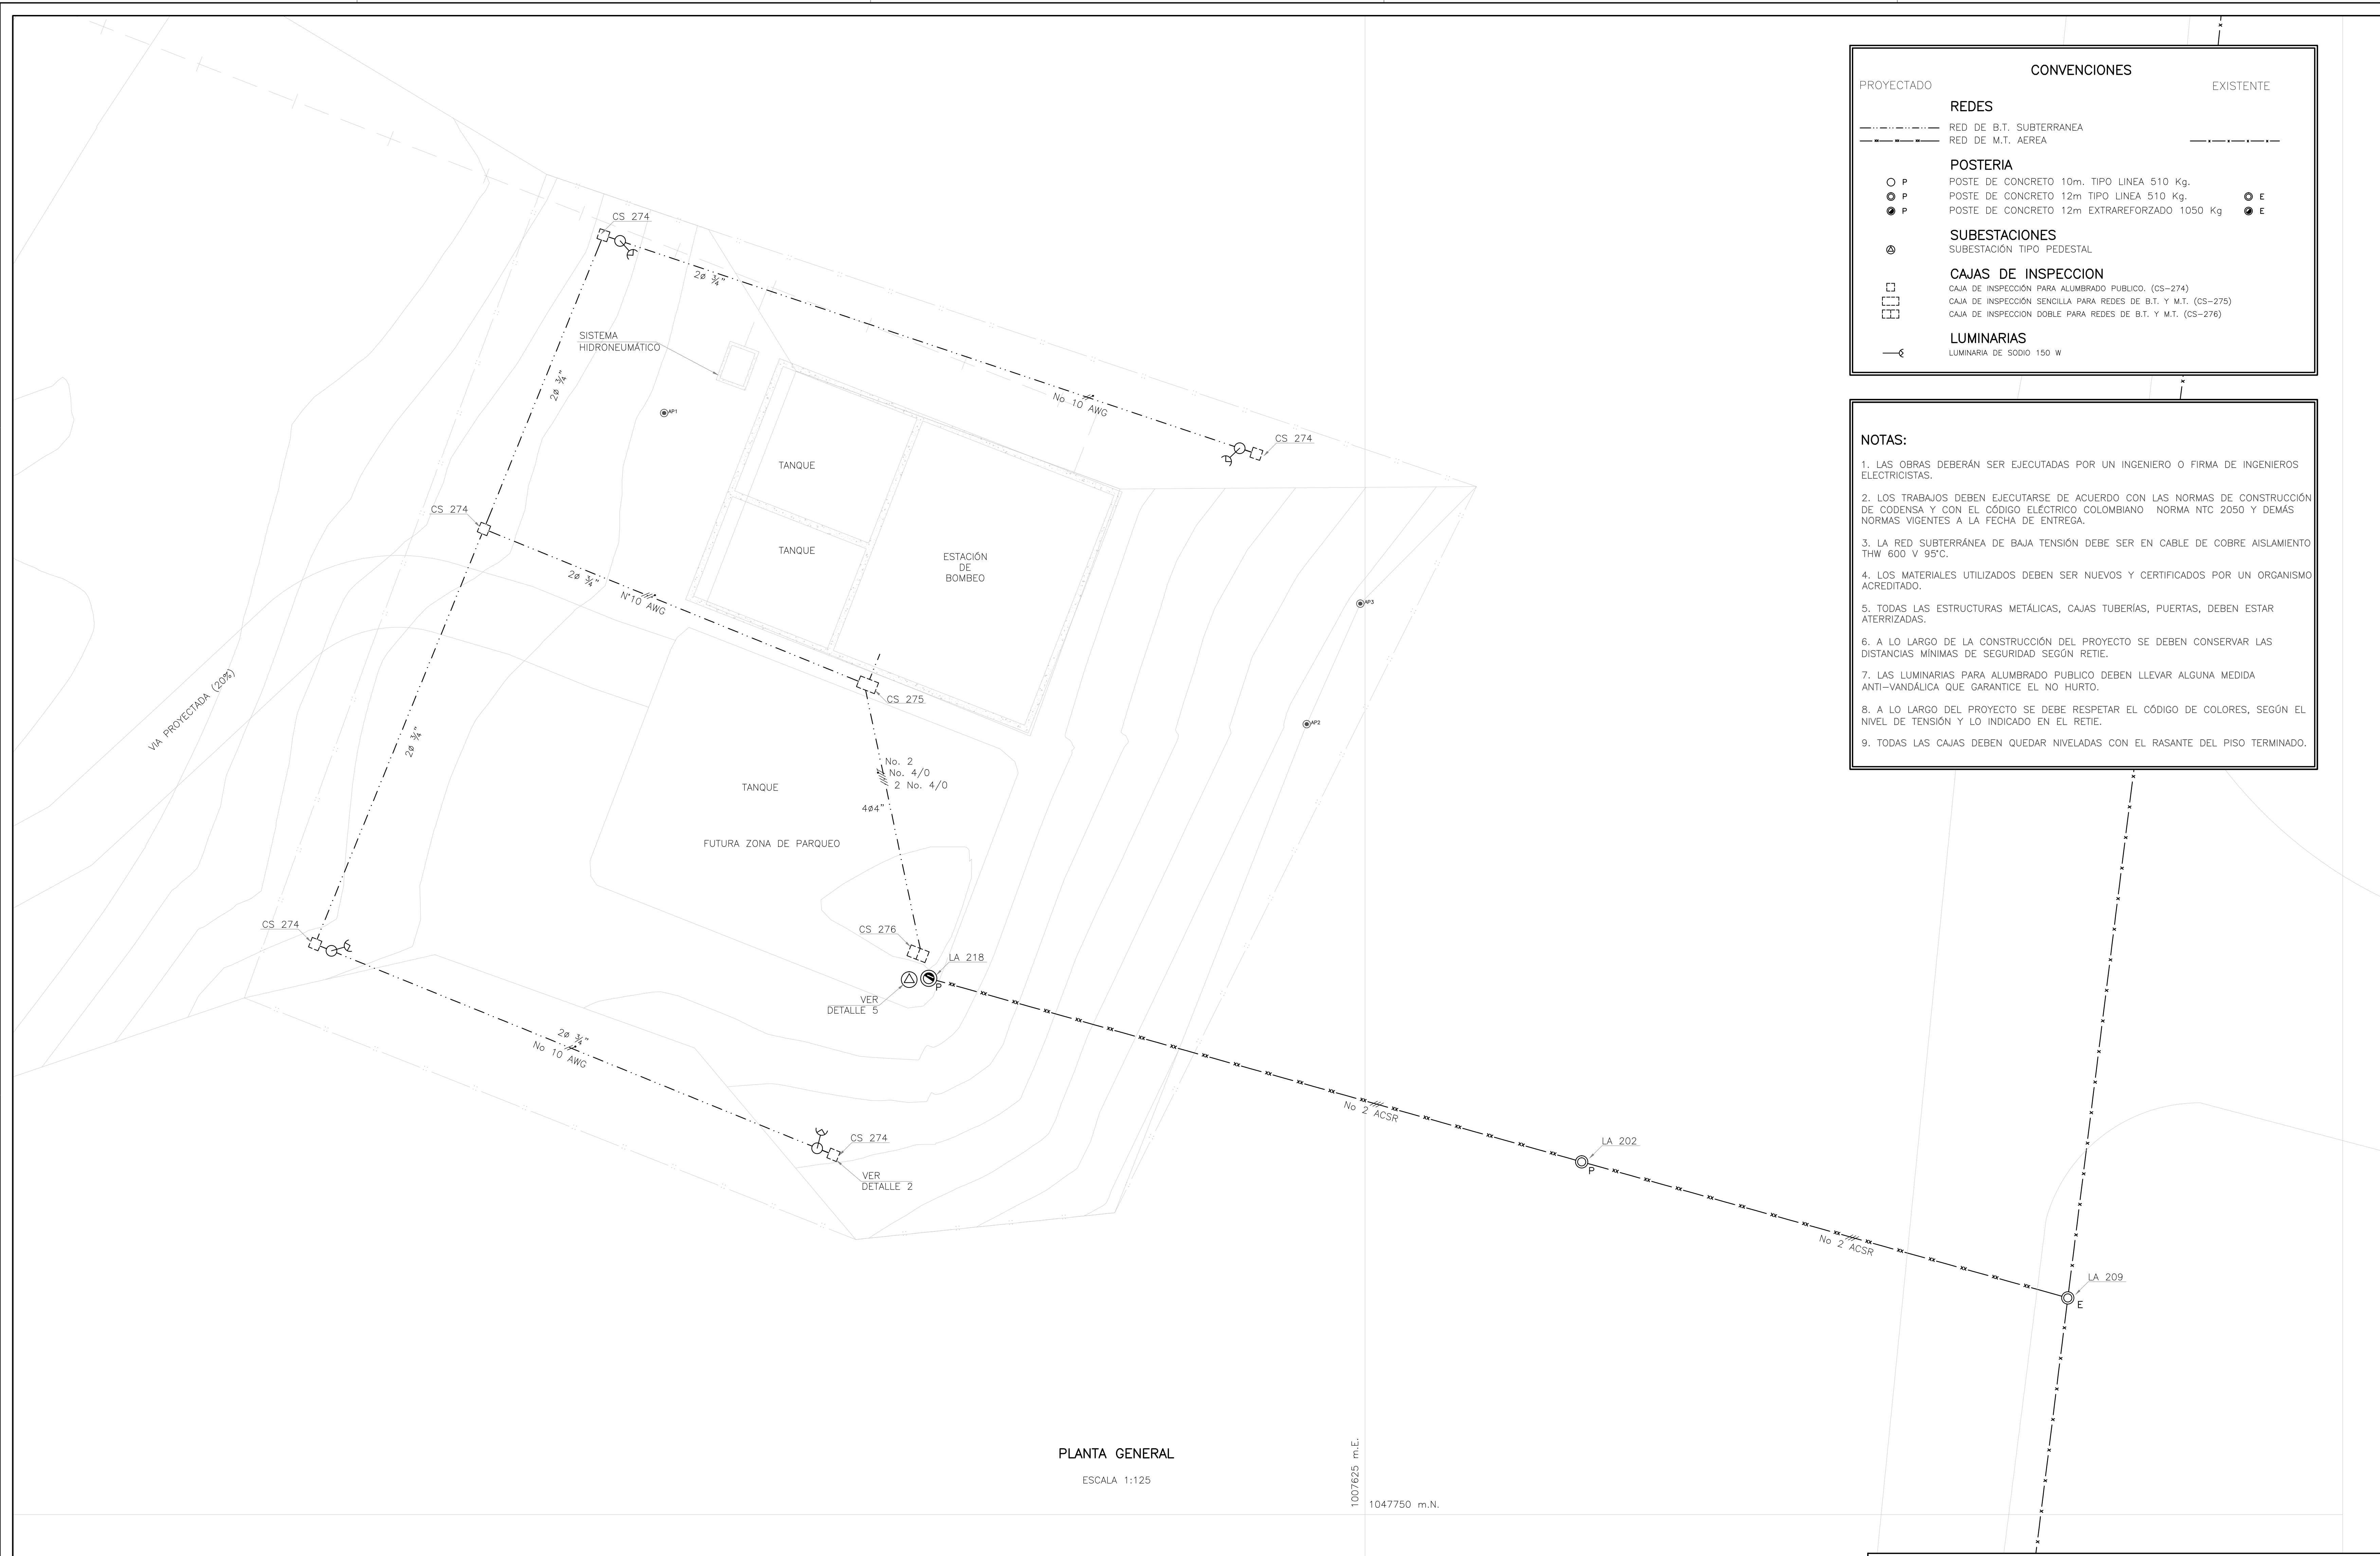 CONVENCIONES
PROYECTADO
EXISTENTE
REDES
RED DE B.T. SUBTERRANEA
RED DE M.T. AEREA
POSTERIA
P POSTE DE CONCRETO 10m. TIPO LINEA 510 Kg.
P POSTE DE CONCRETO 12m TIPO LINEA 510 Kg. E
P POSTE DE CONCRETO 12m EXTRAREFORZADO 1050 Kg E
SUBESTACIONES
SUBESTACIÓN TIPO PEDESTAL
CAJAS DE INSPECCION
CAJA DE INSPECCIÓN PARA ALUMBRADO PUBLICO. (CS-274)
CAJA DE INSPECCIÓN SENCILLA PARA REDES DE B.T. Y M.T. (CS-275)
CAJA DE INSPECCION DOBLE PARA REDES DE B.T. Y M.T. (CS-276)
LUMINARIAS
LUMINARIA DE SODIO 150 W
NOTAS:
1. LAS OBRAS DEBERÁN SER EJECUTADAS POR UN INGENIERO O FIRMA DE INGENIEROS
ELECTRICISTAS.
2. LOS TRABAJOS DEBEN EJECUTARSE DE ACUERDO CON LAS NORMAS DE CONSTRUCCIÓN
DE CODENSA Y CON EL CÓDIGO ELÉCTRICO COLOMBIANO NORMA NTC 2050 Y DEMÁS
NORMAS VIGENTES A LA FECHA DE ENTREGA.
3. LA RED SUBTERRÁNEA DE BAJA TENSIÓN DEBE SER EN CABLE DE COBRE AISLAMIENTO
THW 600 V 95°C.
4. LOS MATERIALES UTILIZADOS DEBEN SER NUEVOS Y CERTIFICADOS POR UN ORGANISMO
ACREDITADO.
5. TODAS LAS ESTRUCTURAS METÁLICAS, CAJAS TUBERÍAS, PUERTAS, DEBEN ESTAR
ATERRIZADAS.
6. A LO LARGO DE LA CONSTRUCCIÓN DEL PROYECTO SE DEBEN CONSERVAR LAS
DISTANCIAS MÍNIMAS DE SEGURIDAD SEGÚN RETIE.
7. LAS LUMINARIAS PARA ALUMBRADO PUBLICO DEBEN LLEVAR ALGUNA MEDIDA
ANTI-VANDÁLICA QUE GARANTICE EL NO HURTO.
8. A LO LARGO DEL PROYECTO SE DEBE RESPETAR EL CÓDIGO DE COLORES, SEGÚN EL
NIVEL DE TENSIÓN Y LO INDICADO EN EL RETIE.
9. TODAS LAS CAJAS DEBEN QUEDAR NIVELADAS CON EL RASANTE DEL PISO TERMINADO.
CS 274
2ø ¾"
SISTEMA
HIDRONEUMÁTICO
2ø ¾"
No 10 AWG
AP1
CS 274
TANQUE
CS 274
TANQUE
ESTACIÓN
DE
BOMBEO
2ø ¾"
N°10 AWG
AP3
VIA PROYECTADA (20%)
CS 275
AP2
2ø ¾"
No. 2
No. 4/0
2 No. 4/0
TANQUE
4ø4"
FUTURA ZONA DE PARQUEO
CS 274
CS 276
LA 218
P
VER
DETALLE 5
2ø ¾"
No 10 AWG
No 2 ACSR
CS 274
LA 202
P
VER
DETALLE 2
No 2 ACSR
LA 209
E
PLANTA GENERAL
ESCALA 1:125
1007625 m.E.
1047750 m.N.